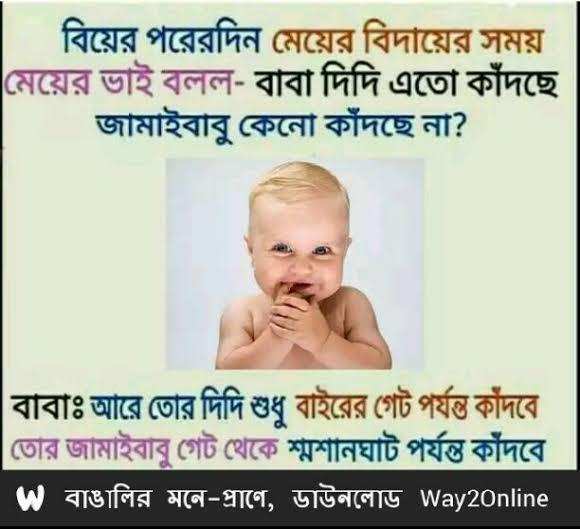 বিয়ের পরেরদিন মেয়ের বিদায়ের সময়
মেয়ের ভাই বলল- বাবা দিদি এতো কাঁদছে
জামাইবাবু কেনো কাঁদছে না?
বাবাঃ আরে তোর দিদি শুধু বাইরের গেট পর্যন্ত কাঁদবে
তোর জামাইবাবু গেট থেকে শ্মশানঘাট পর্যন্ত কাঁদবে
W বাঙালির মনে-প্রাণে, ডাউনলোড Way2Online